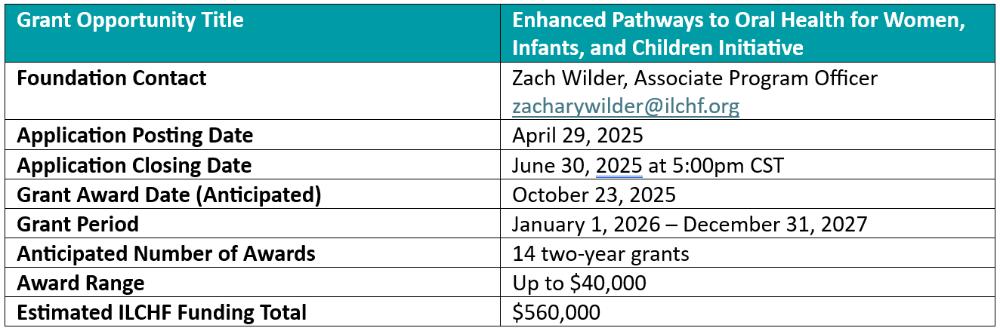 Grant Opportunity Title
Enhanced Pathways to Oral Health for Women,
Infants, and Children Initiative
Foundation Contact
Zach Wilder, Associate Program Officer
zacharywilder@ilchf.org
Application Posting Date
April 29, 2025
Application Closing Date
June 30, 2025 at 5:00pm CST
Grant Award Date (Anticipated)
October 23, 2025
Grant Period
January 1, 2026 – December 31, 2027
Anticipated Number of Awards
14 two-year grants
Award Range
Up to $40,000
Estimated ILCHF Funding Total
$560,000